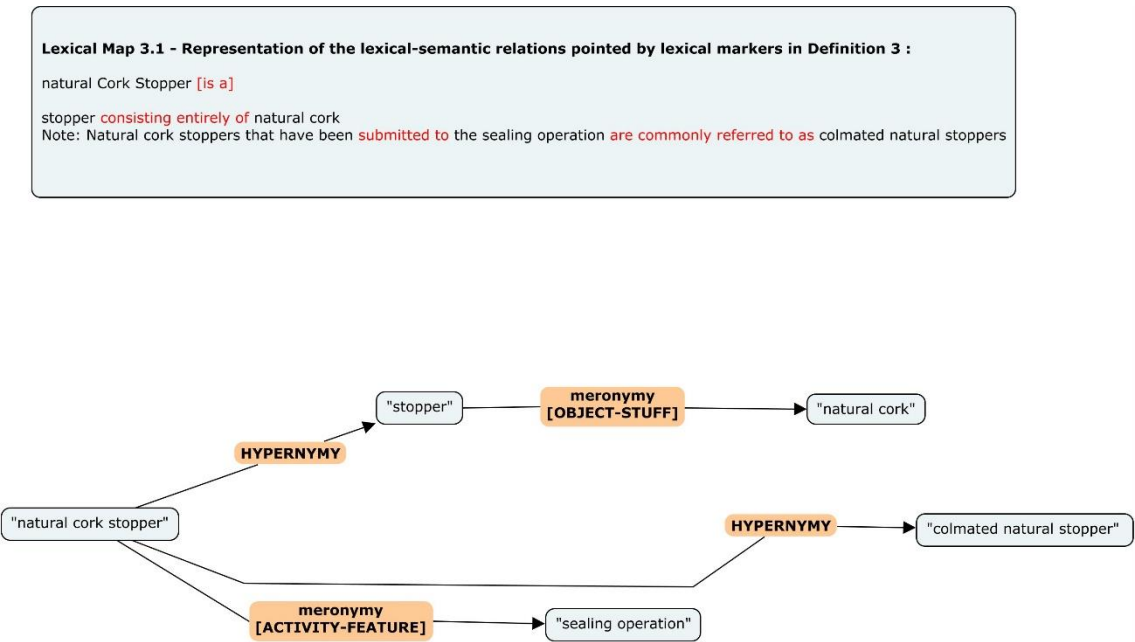 Lexical Map 3.1 - Representation of the lexical-semantic relations pointed by lexical markers in Definition 3 :
natural Cork Stopper [is a]
stopper consisting entirely of natural cork
Note: Natural cork stoppers that have been submitted to the sealing operation are commonly referred to as colmated natural stoppers
"stopper"
meronymy
[OBJECT-STUFF]
"natural cork"
HYPERNYMY
"natural cork stopper"
HYPERNYMY
"colmated natural stopper"
meronymy
[ACTIVITY-FEATURE]
"sealing operation"